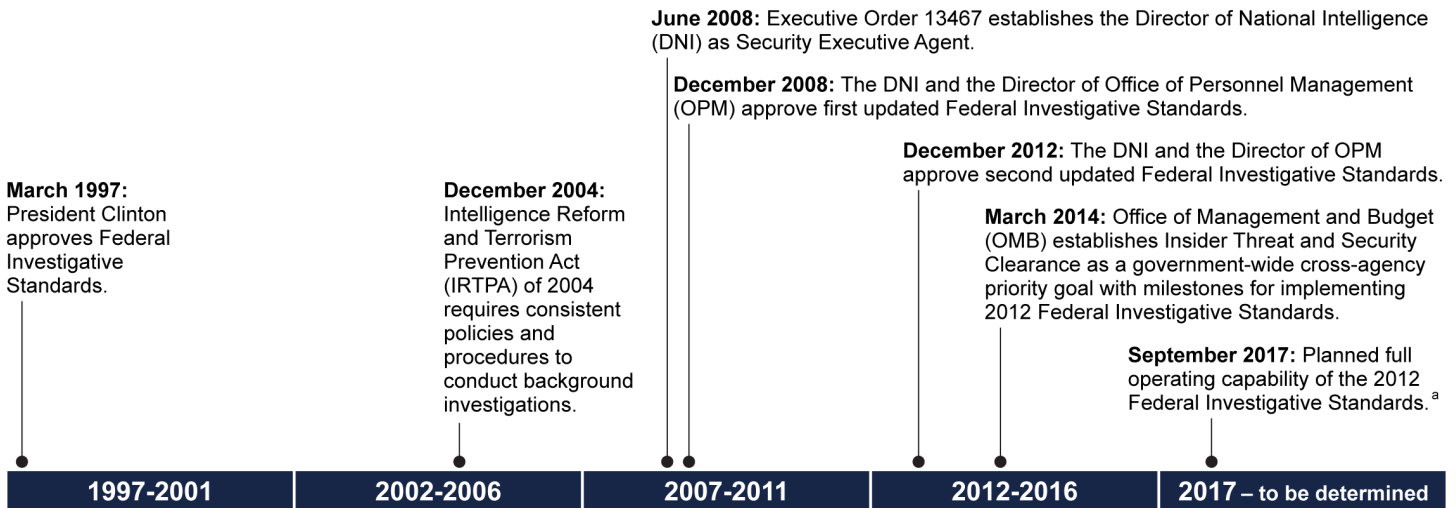 June 2008: Executive Order 13467 establishes the Director of National Intelligence
(DNI) as Security Executive Agent.
December 2008: The DNI and the Director of Office of Personnel Management
(OPM) approve first updated Federal Investigative Standards.
December 2012: The DNI and the Director of OPM
approve second updated Federal Investigative Standards.
March 1997:
President Clinton
approves Federal
Investigative
Standards.
December 2004:
Intelligence Reform
and Terrorism
Prevention Act
(IRTPA) of 2004
requires consistent
policies and
procedures to
conduct background
investigations.
March 2014: Office of Management and Budget
(OMB) establishes Insider Threat and Security
Clearance as a government-wide cross-agency
priority goal with milestones for implementing
2012 Federal Investigative Standards.
September 2017: Planned full
operating capability of the 2012
Federal Investigative Standards. a
1997-2001
2002-2006
2007-2011
2012-2016
2017 – to be determined